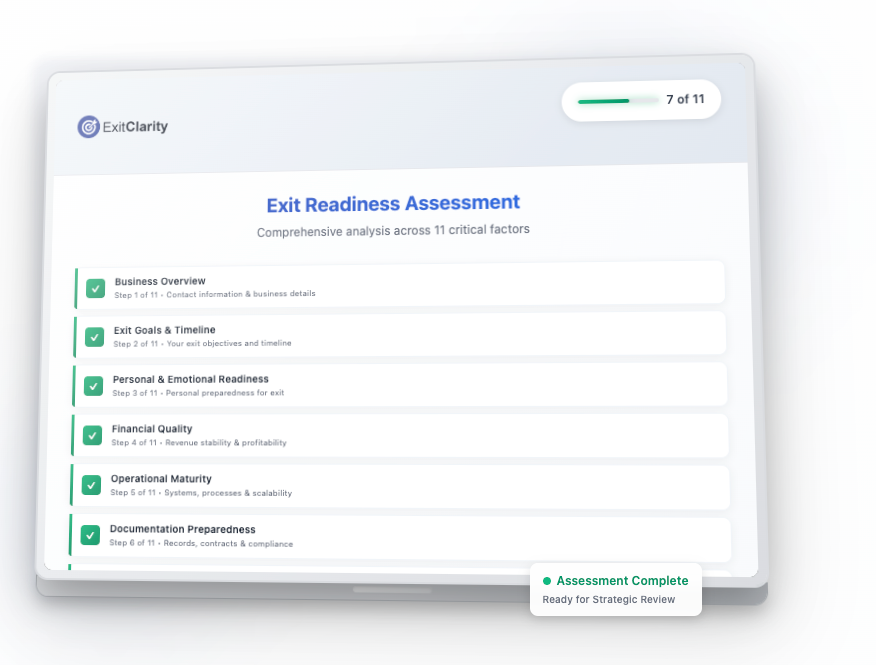 ExitClarity
7 of 11
Exit Readiness Assessment
Comprehensive analysis across 11 critical factors
Business Overview
Step 1 of 11 • Contact information & business details
Exit Goals & Timeline
Step 2 of 11 • Your exit objectives and timeline
Personal & Emotional Readiness
Step 3 of 11 • Personal preparedness for exit
Financial Quality
Step 4 of 11 • Revenue stability & profitability
Operational Maturity
Step 5 of 11 • Systems, processes & scalability
Documentation Preparedness
Step 6 of 11 • Records, contracts & compliance
Assessment Complete
Ready for Strategic Review